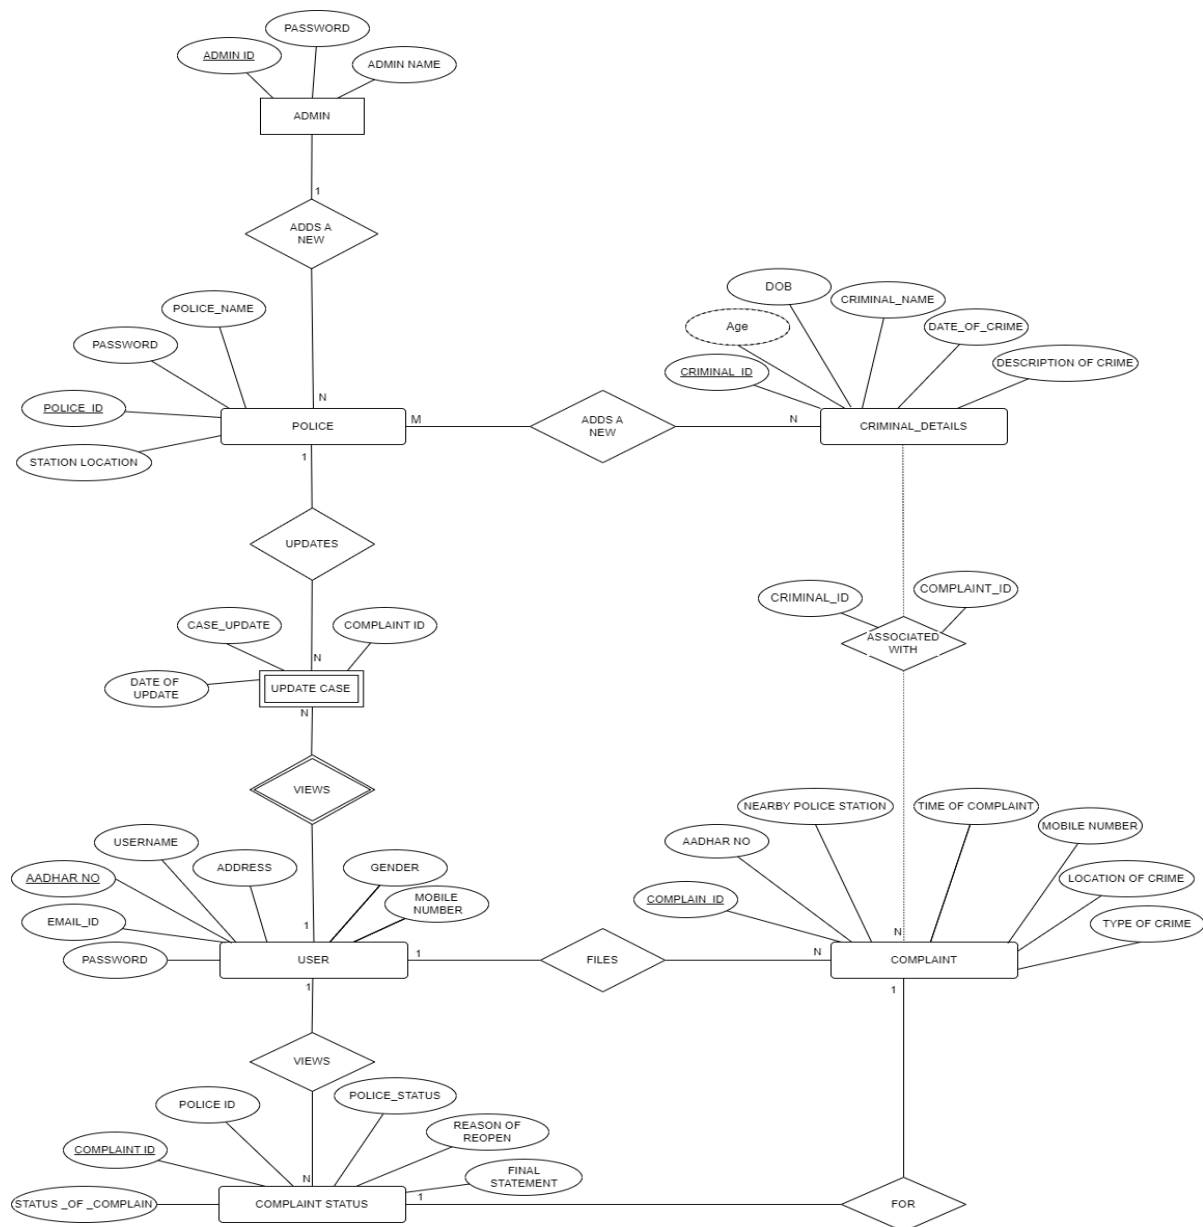 PASSWORD
ADMIN ID
ADMIN NAME
ADMIN
1
ADDS A
NEW
N
POLICE_NAME
PASSWORD
POLICE_ID
STATION LOCATION
POLICE
M
ADDS A
NEW
N
DOB
CRIMINAL_NAME
Age
DATE_OF_CRIME
CRIMINAL_ID
DESCRIPTION OF CRIME
CRIMINAL_DETAILS
1
UPDATES
N
CASE_UPDATE
COMPLAINT ID
DATE OF
UPDATE
UPDATE CASE
N
CRIMINAL_ID
COMPLAINT_ID
ASSOCIATED
WITH
N
VIEWS
1
USERNAME
ADDRESS
GENDER
AADHAR NO
MOBILE
NUMBER
EMAIL_ID
PASSWORD
USER
1
FILES
N
NEARBY POLICE STATION
TIME OF COMPLAINT
MOBILE NUMBER
AADHAR NO
LOCATION OF CRIME
COMPLAIN_ID
TYPE OF CRIME
COMPLAINT
1
1
VIEWS
N
POLICE ID
POLICE_STATUS
REASON OF
REOPEN
COMPLAINT ID
FINAL
STATEMENT
STATUS _OF _COMPLAIN
COMPLAINT STATUS
1
FOR